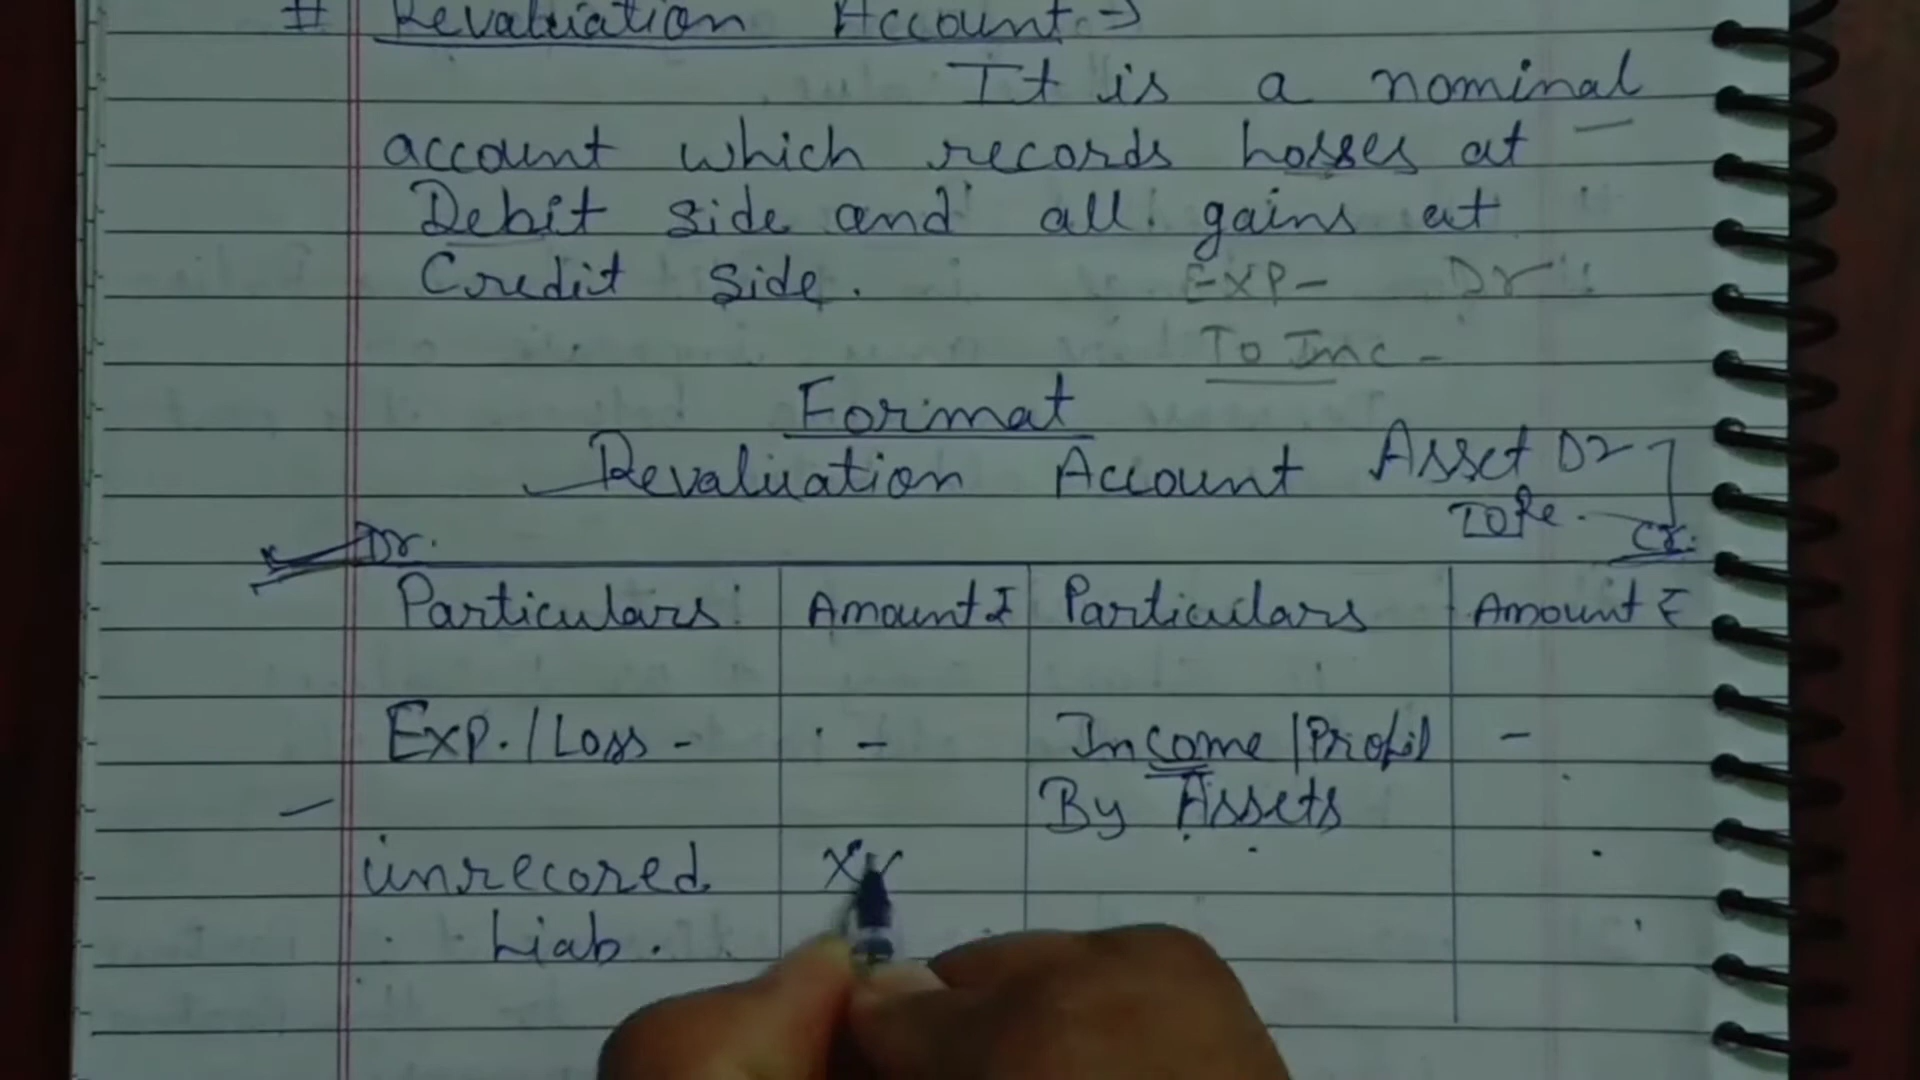 # Revaluation Account →
It is a nominal
account which records Losses at
Debit side and all gains at
Credit side.
EXP - Dr
To Inc -
Format
Revaluation Account
Asset Dr
To Re.
Dr.
Cr.
Particulars Amount ₹ Particulars Amount ₹
Exp. / Loss - - Income / Profit -
By Assets
unrecored XX
Liab.